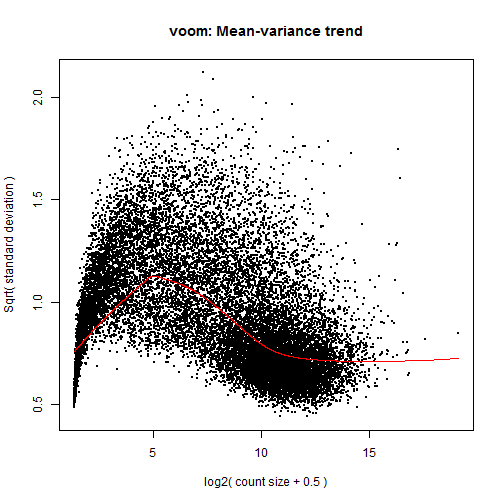 voom: Mean-variance trend
Sqrt( standard deviation )
2.0
1.5
1.0
0.5
5 10 15
log2( count size + 0.5 )